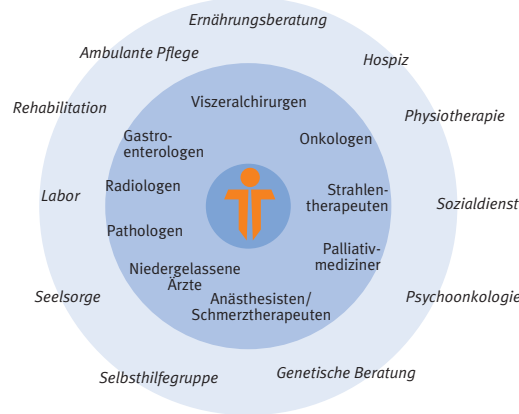 Ernährungsberatung
Ambulante Pflege
Hospiz
Rehabilitation
Physiotherapie
Labor
Sozialdienst
Seelsorge
Psychoonkologie
Selbsthilfegruppe
Genetische Beratung
Viszeralchirurgen
Gastro-
enterologen
Onkologen
Radiologen
Strahlen-
therapeuten
Pathologen
Palliativ-
mediziner
Niedergelassene
Ärzte
Anästhesisten/
Schmerztherapeuten